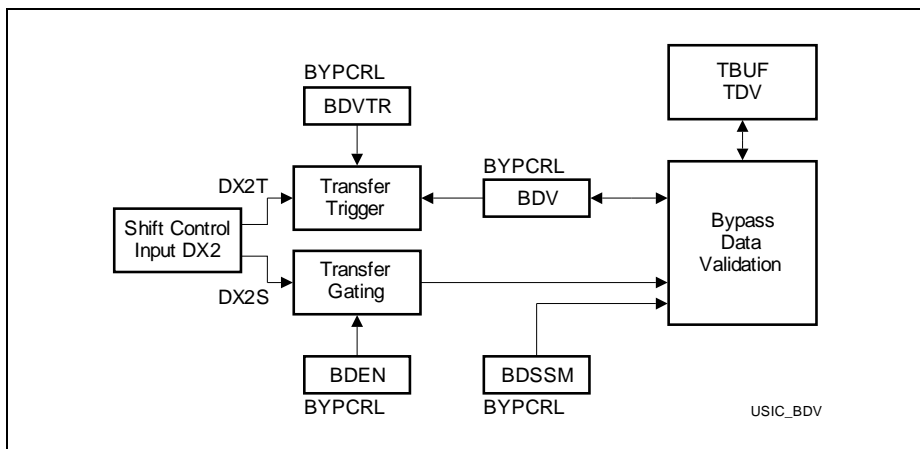 BYPCRL
BDVTR
TBUF
TDV
DX2T
Transfer
Trigger
BYPCRL
BDV
Shift Control
Input DX2
Bypass
Data
Validation
DX2S
Transfer
Gating
BDEN
BYPCRL
BDSSM
BYPCRL
USIC_BDV